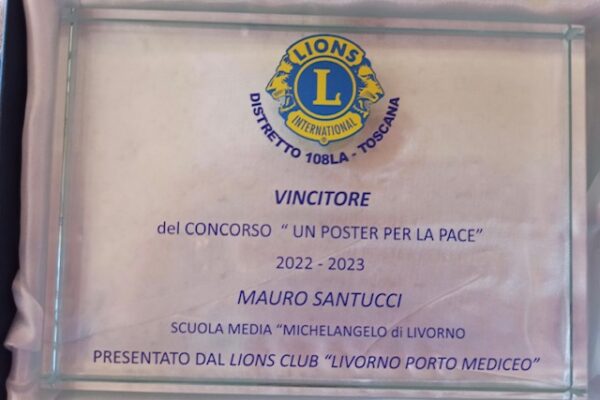 LIONS
L
INTERNATIONAL
DISTRETTO 108LA - TOSCANA
VINCITORE
del CONCORSO “ UN POSTER PER LA PACE”
2022 - 2023
MAURO SANTUCCI
SCUOLA MEDIA “MICHELANGELO di LIVORNO
PRESENTATO DAL LIONS CLUB “LIVORNO PORTO MEDICEO”